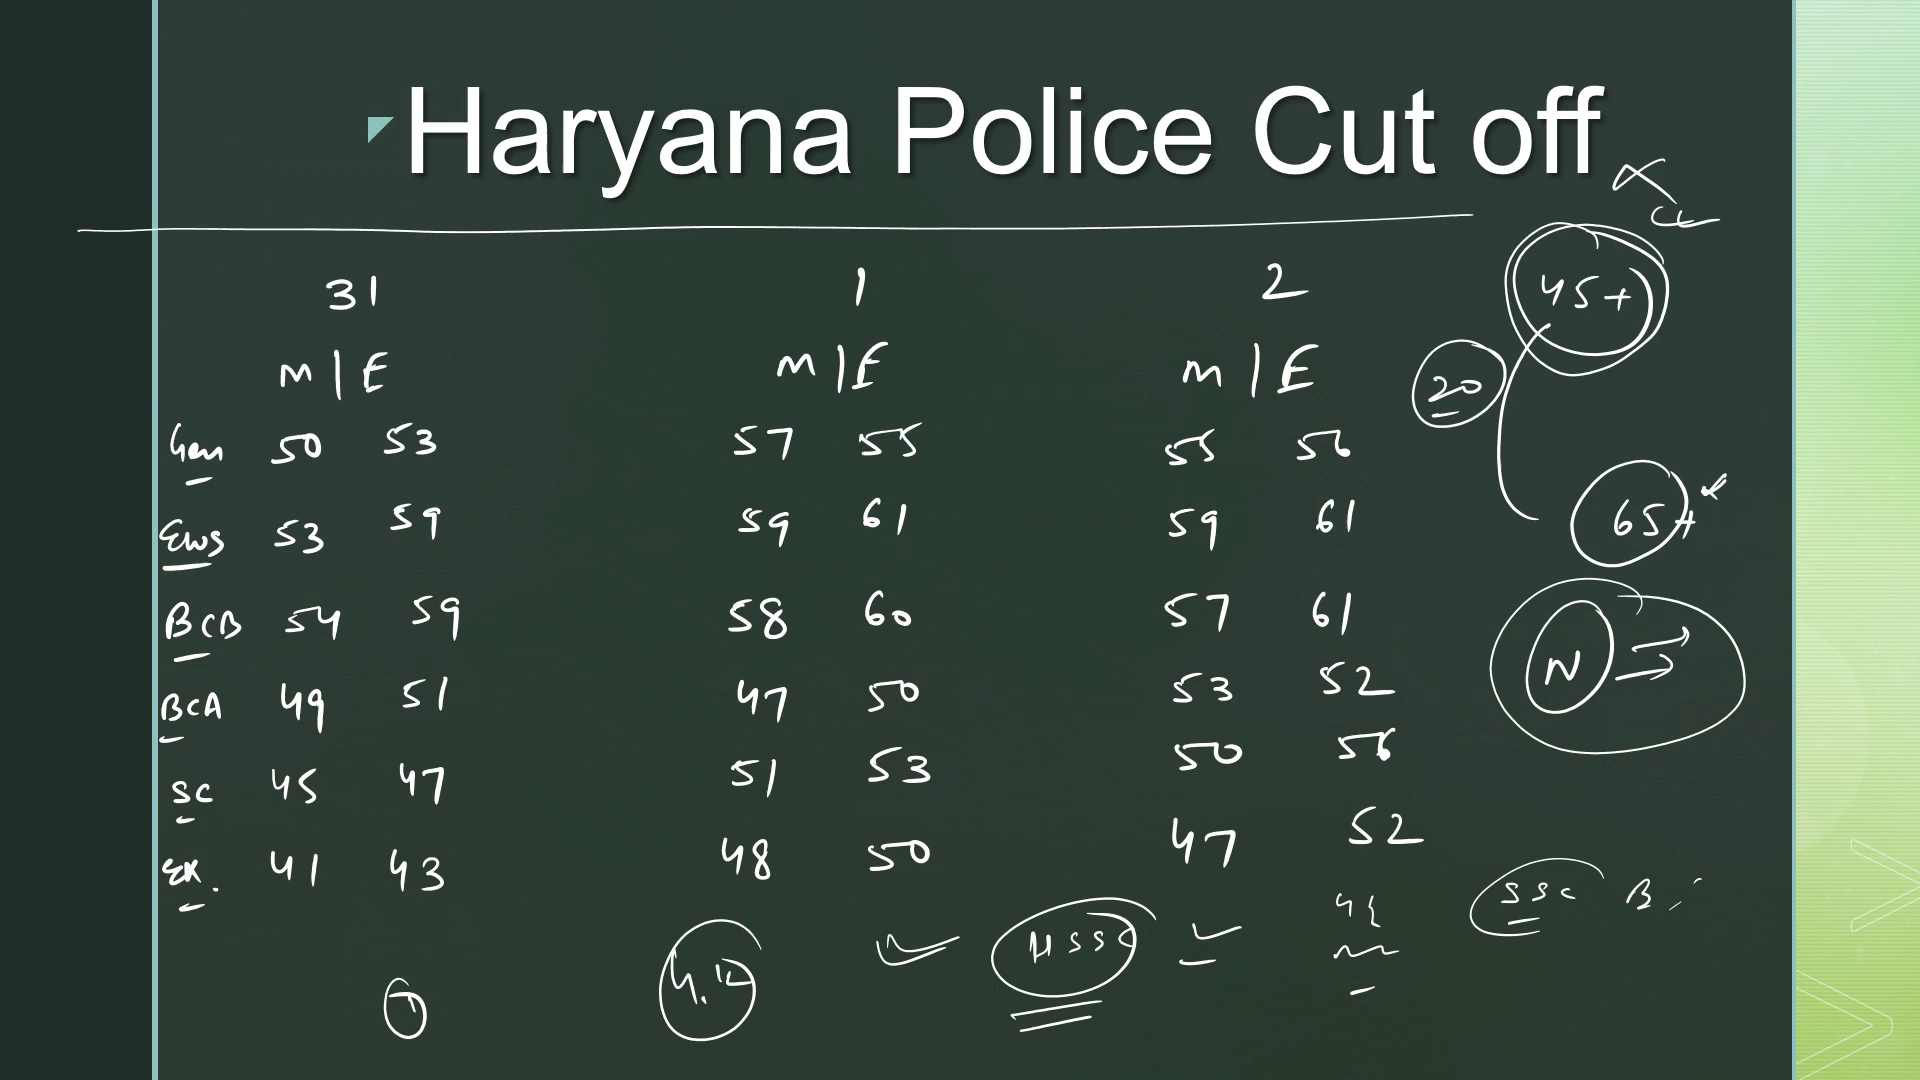 Haryana Police Cut off
31 1 2 45+
M | E M | E M | E 20
Gen 50 53 57 55 55 56
EWS 53 59 59 61 59 61 65+
BCB 54 59 58 60 57 61
BCA 49 51 47 50 53 52 N
SC 45 47 51 53 50 56
EX. 41 43 48 50 47 52
SSC
HSSC